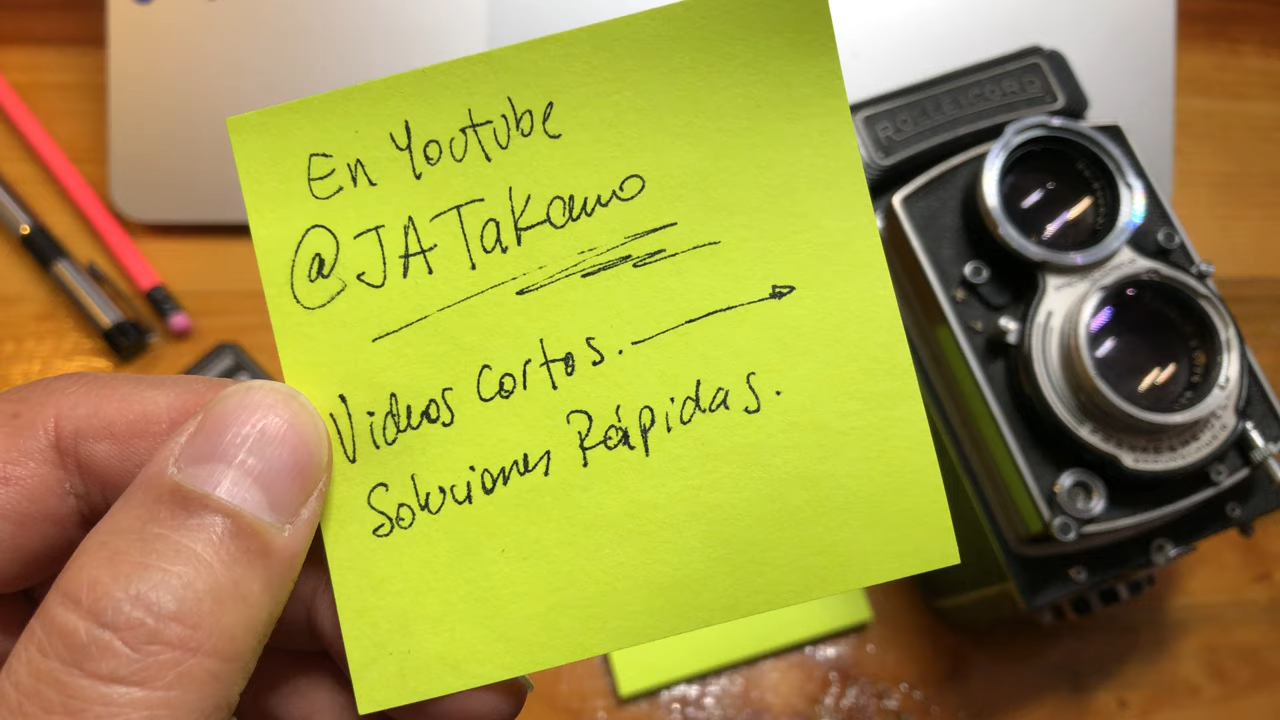 En Youtube
@JATakamo
Videos Cortos.
Soluciones Rápidas.
ROLLEICORD